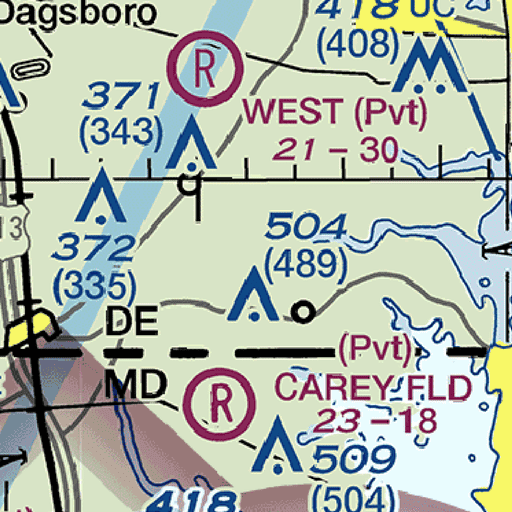 Dagsboro
418 UC
(408)
371
(343)
R
WEST (Pvt)
21 - 30
372
(335)
13
504
(489)
DE
MD
(Pvt)
R
CAREY FLD
23 - 18
509
(504)
418